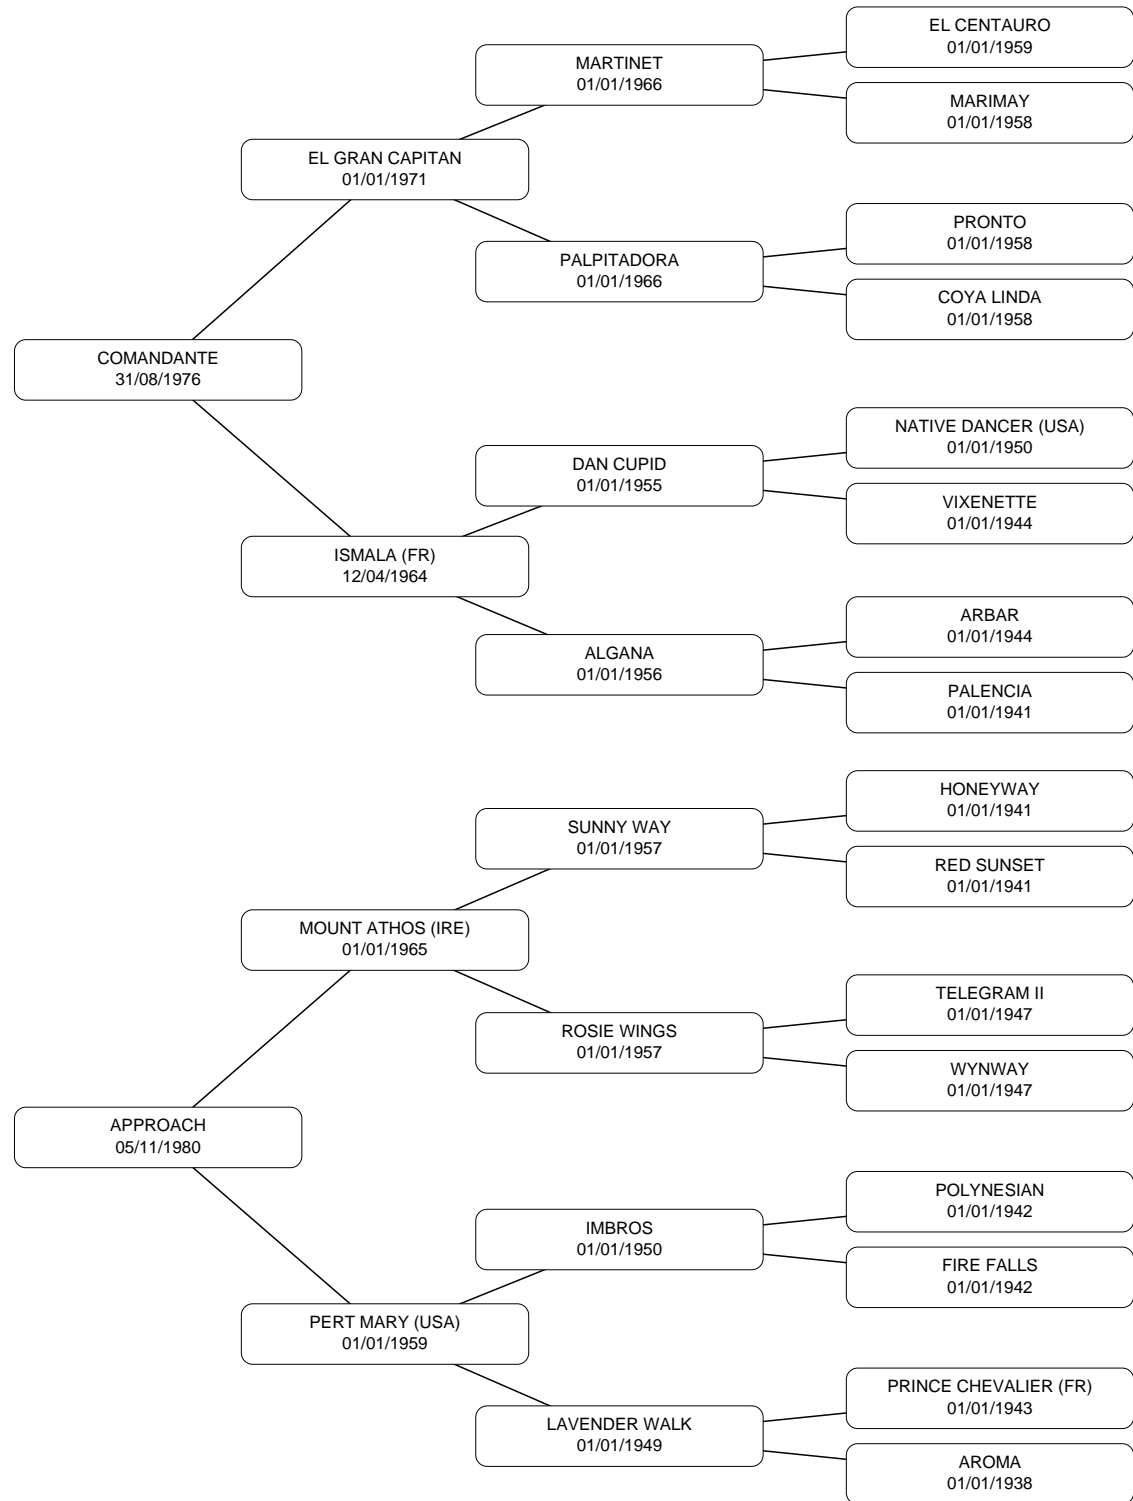 EL CENTAURO
01/01/1959
MARTINET
01/01/1966
MARIMAY
01/01/1958
EL GRAN CAPITAN
01/01/1971
PRONTO
01/01/1958
PALPITADORA
01/01/1966
COYA LINDA
01/01/1958
COMANDANTE
31/08/1976
NATIVE DANCER (USA)
01/01/1950
DAN CUPID
01/01/1955
VIXENETTE
01/01/1944
ISMALA (FR)
12/04/1964
ARBAR
01/01/1944
ALGANA
01/01/1956
PALENCIA
01/01/1941
HONEYWAY
01/01/1941
SUNNY WAY
01/01/1957
RED SUNSET
01/01/1941
MOUNT ATHOS (IRE)
01/01/1965
TELEGRAM II
01/01/1947
ROSIE WINGS
01/01/1957
WYNWAY
01/01/1947
APPROACH
05/11/1980
POLYNESIAN
01/01/1942
IMBROS
01/01/1950
FIRE FALLS
01/01/1942
PERT MARY (USA)
01/01/1959
PRINCE CHEVALIER (FR)
01/01/1943
LAVENDER WALK
01/01/1949
AROMA
01/01/1938